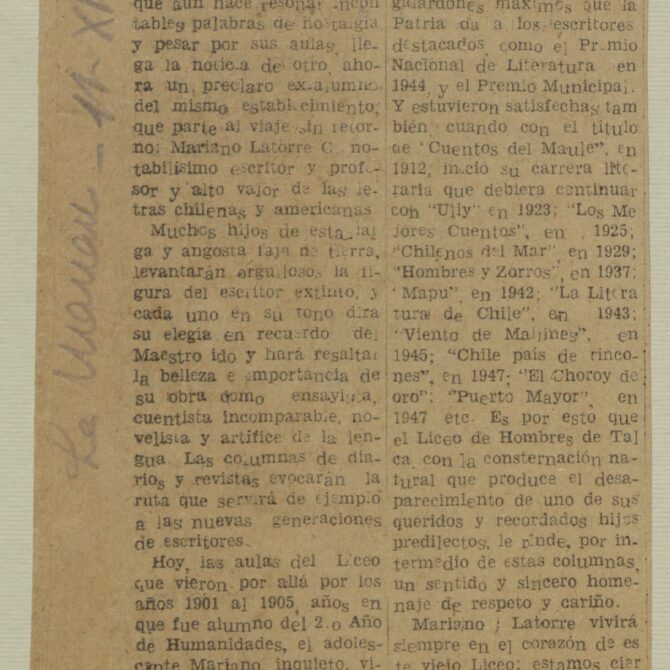 que aún hace resonar incon
tables palabras de nostalgia
y pesar por sus aulas, lle-
ga la noticia de otro, aho-
ra un preclaro ex-alumno
del mismo establecimiento,
que parte al viaje sin retor-
no: Mariano Latorre C. no-
tabilísimo escritor y profe-
sor y alto valor de las le-
tras chilenas y americanas
Muchos hijos de esta lar
ga y angosta faja de tierra,
levantarán orgullosos la fi
gura del escritor extinto, y
cada uno en su tono dirá
su elegía en recuerdo del
Maestro ido y hará resaltar
la belleza e importancia de
su obra como ensayista,
cuentista incomparable, no-
velista y artífice de la len-
gua. Las columnas de dia-
rios y revistas evocarán la
ruta que servirá de ejemplo
a las nuevas generaciones
de escritores.
Hoy, las aulas del Liceo
que vieron por allá por los
años 1901 al 1905, años en
que fue alumno del 2.o Año
de Humanidades, el adoles-
cente Mariano, inquieto, vi-
galardones máximos que la
Patria da a los escritores
destacados, como el Premio
Nacional de Literatura en
1944 y el Premio Municipal.
Y estuvieron satisfechas tam
bién cuando con el título
de "Cuentos del Maule", en
1912, inició su carrera lite-
raria que debiera continuar
con "Ully" en 1923; "Los Me
jores Cuentos", en 1925;
"Chilenos del Mar" en 1929;
"Hombres y Zorros", en 1937;
"Mapu", en 1942; "La Litera
tura de Chile", en 1943;
"Viento de Mallines", en
1945; "Chile país de rinco-
nes", en 1947; "El Choroy de
oro"; "Puerto Mayor", en
1947 etc. Es por esto que
el Liceo de Hombres de Tal
ca, con la consternación na-
tural que produce el desa-
parecimiento de uno de sus
queridos y recordados hijos
predilectos, le rinde, por in-
termedio de estas columnas,
un sentido y sincero home-
naje de respeto y cariño.
Mariano Latorre vivirá
siempre en el corazón de es
te viejo Liceo; estamos cier
La Mañana - 11-XI